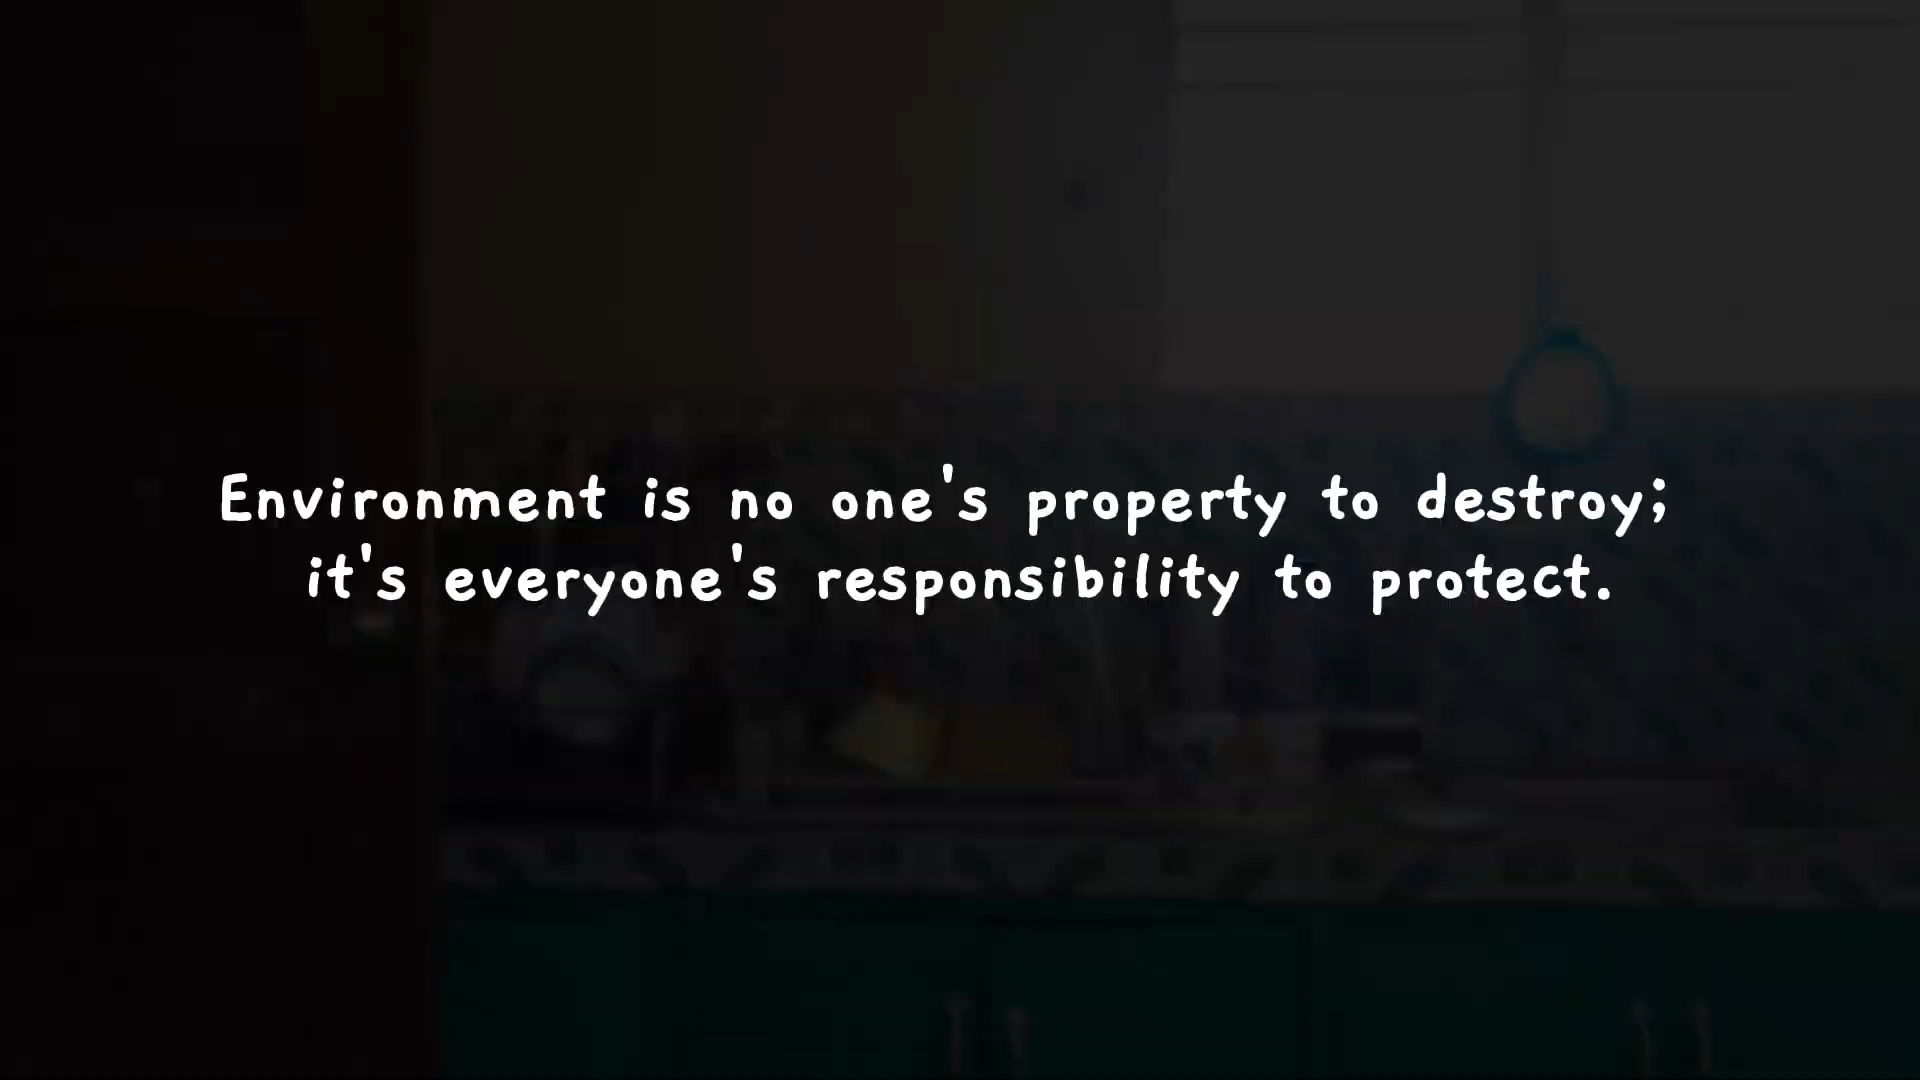 Environment is no one's property to destroy;
it's everyone's responsibility to protect.